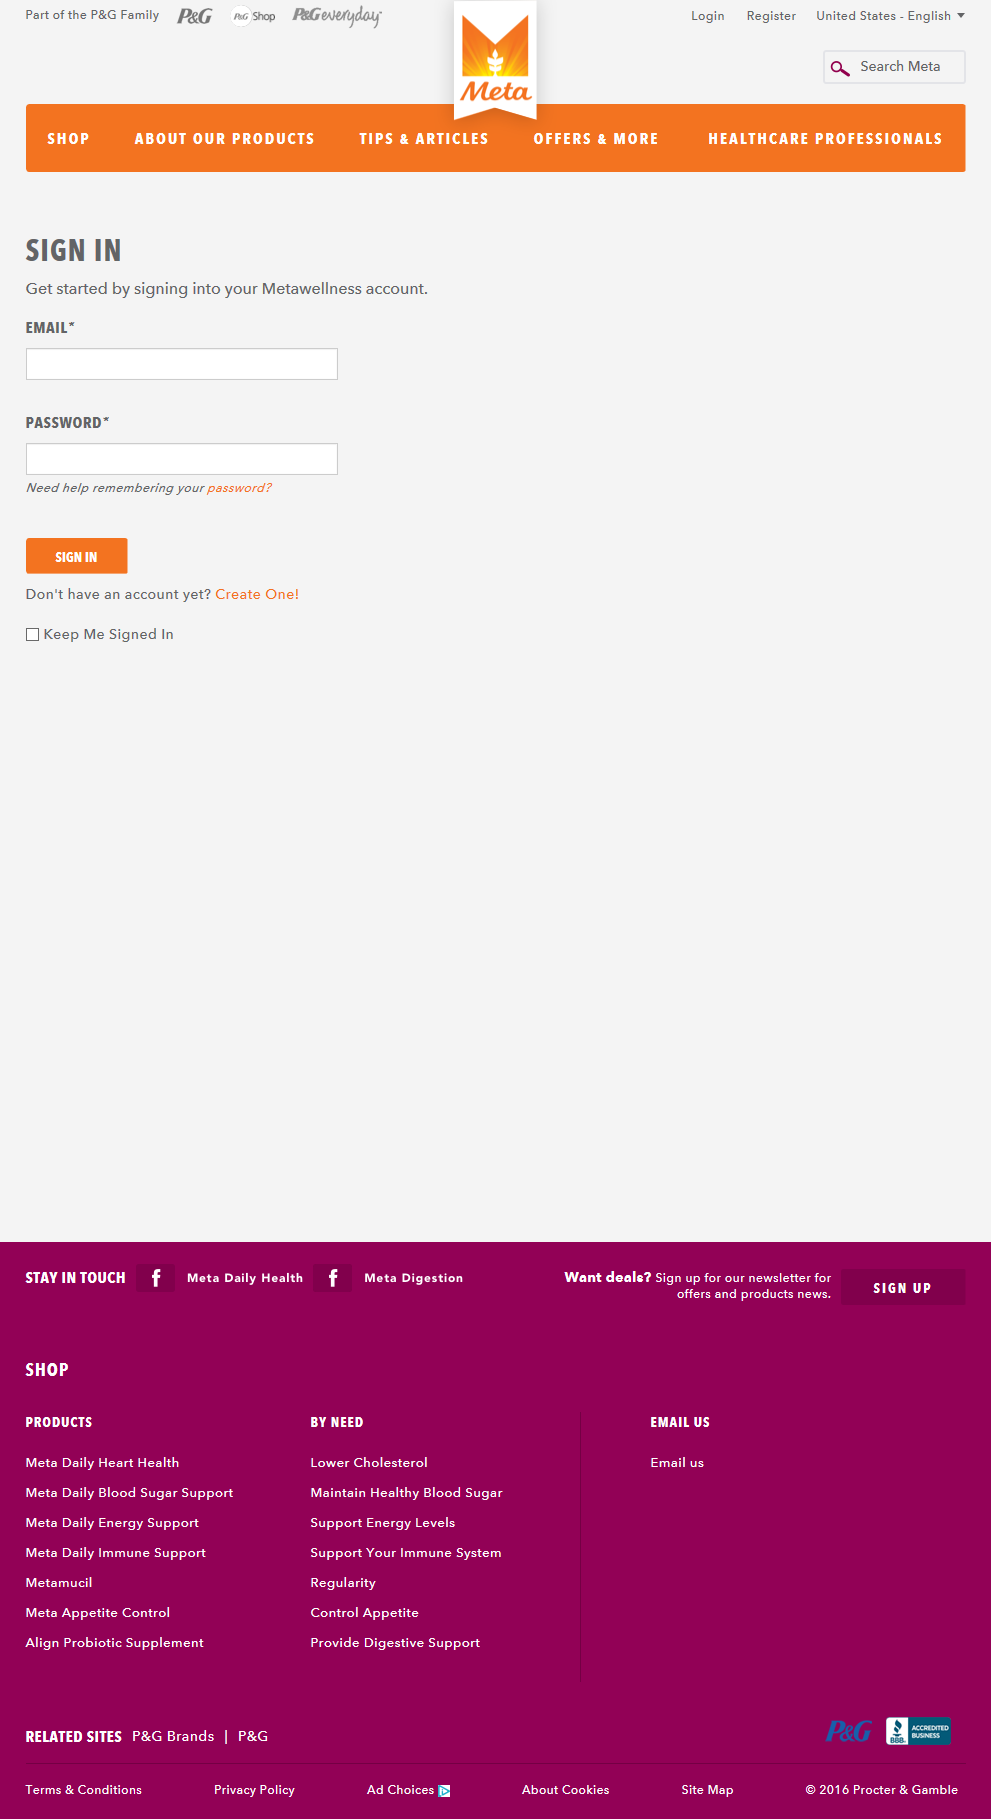 Part of the P&G Family P&G P&G Shop P&G everyday
Login Register United States - English
Meta
Search Meta
SHOP ABOUT OUR PRODUCTS TIPS & ARTICLES OFFERS & MORE HEALTHCARE PROFESSIONALS
SIGN IN
Get started by signing into your Metawellness account.
EMAIL*
PASSWORD*
Need help remembering your password?
SIGN IN
Don't have an account yet? Create One!
Keep Me Signed In
STAY IN TOUCH f Meta Daily Health f Meta Digestion
Want deals? Sign up for our newsletter for
offers and products news.
SIGN UP
SHOP
PRODUCTS
Meta Daily Heart Health
Meta Daily Blood Sugar Support
Meta Daily Energy Support
Meta Daily Immune Support
Metamucil
Meta Appetite Control
Align Probiotic Supplement
BY NEED
Lower Cholesterol
Maintain Healthy Blood Sugar
Support Energy Levels
Support Your Immune System
Regularity
Control Appetite
Provide Digestive Support
EMAIL US
Email us
RELATED SITES P&G Brands | P&G
P&G
BBB
ACCREDITED
BUSINESS
Terms & Conditions Privacy Policy Ad Choices About Cookies Site Map © 2016 Procter & Gamble